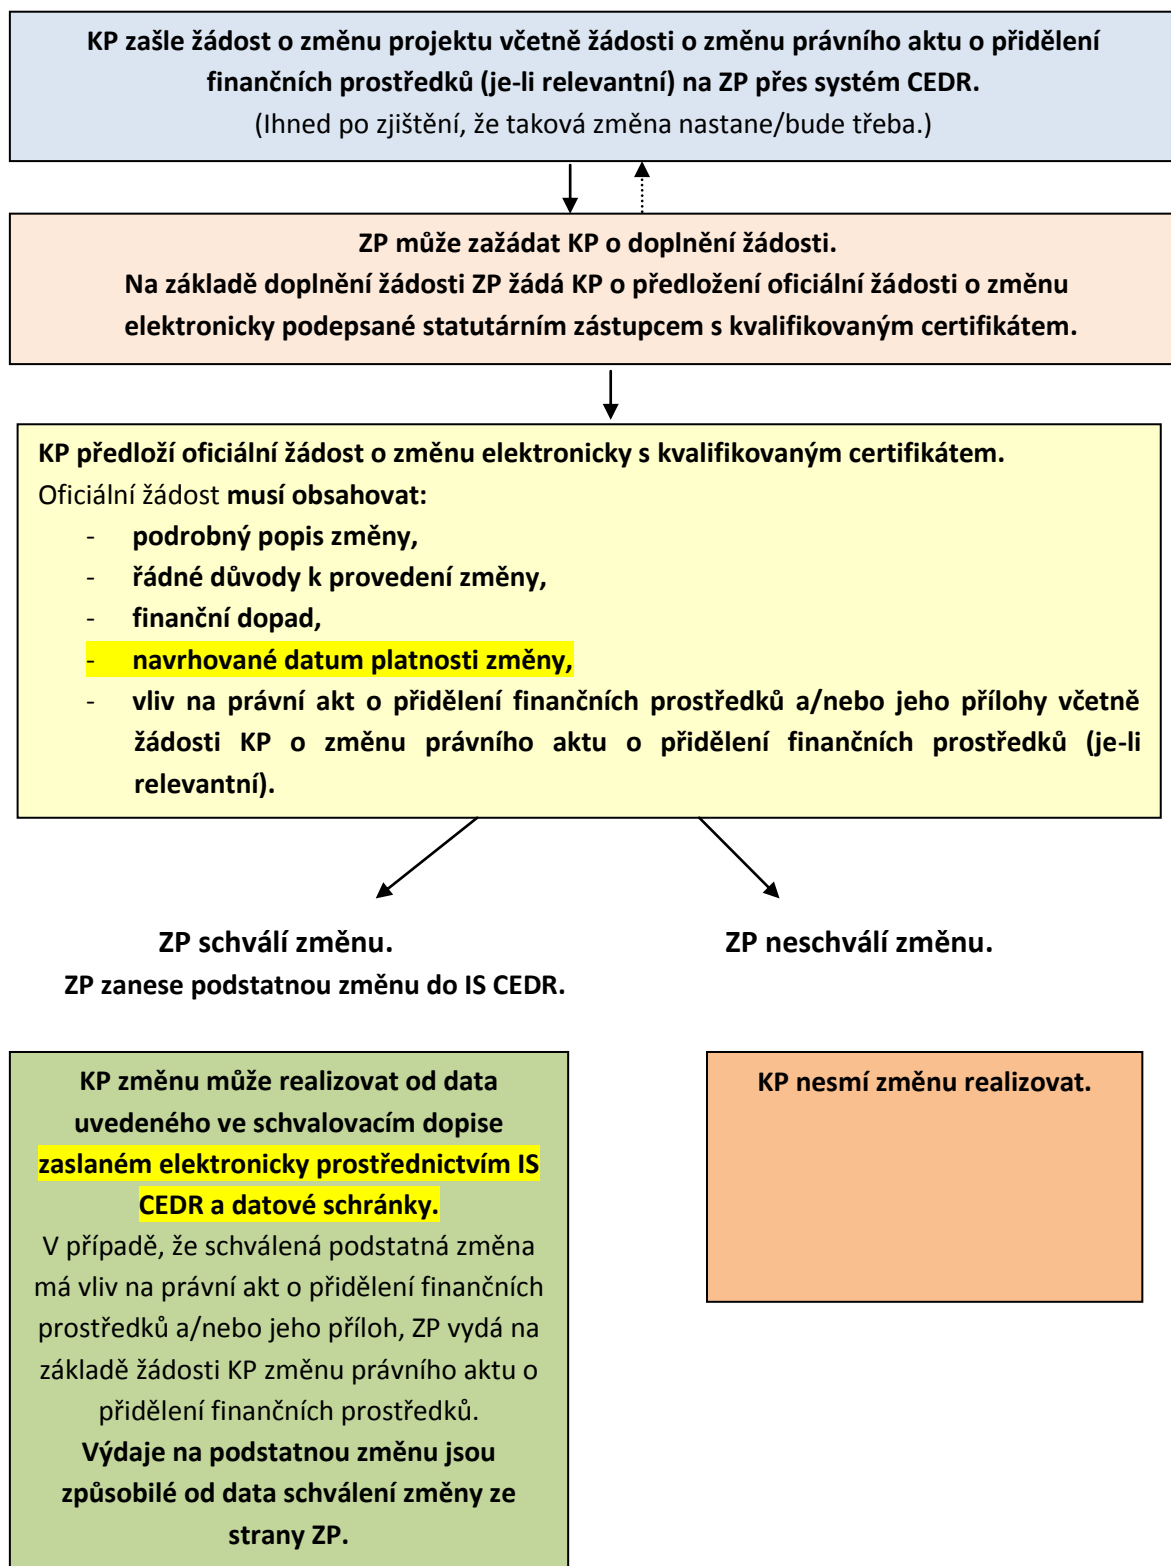 KP zašle žádost o změnu projektu včetně žádosti o změnu právního aktu o přidělení
finančních prostředků (je-li relevantní) na ZP přes systém CEDR.
(Ihned po zjištění, že taková změna nastane/bude třeba.)
ZP může zažádat KP o doplnění žádosti.
Na základě doplnění žádosti ZP žádá KP o předložení oficiální žádosti o změnu
elektronicky podepsané statutárním zástupcem s kvalifikovaným certifikátem.
KP předloží oficiální žádost o změnu elektronicky s kvalifikovaným certifikátem.
Oficiální žádost musí obsahovat:
- podrobný popis změny,
- řádné důvody k provedení změny,
- finanční dopad,
- navrhované datum platnosti změny,
- vliv na právní akt o přidělení finančních prostředků a/nebo jeho přílohy včetně
žádosti KP o změnu právního aktu o přidělení finančních prostředků (je-li
relevantní).
ZP schválí změnu.
ZP zanese podstatnou změnu do IS CEDR.
ZP neschválí změnu.
KP změnu může realizovat od data
uvedeného ve schvalovacím dopise
zaslaném elektronicky prostřednictvím IS
CEDR a datové schránky.
V případě, že schválená podstatná změna
má vliv na právní akt o přidělení finančních
prostředků a/nebo jeho příloh, ZP vydá na
základě žádosti KP změnu právního aktu o
přidělení finančních prostředků.
Výdaje na podstatnou změnu jsou
způsobilé od data schválení změny ze
strany ZP.
KP nesmí změnu realizovat.